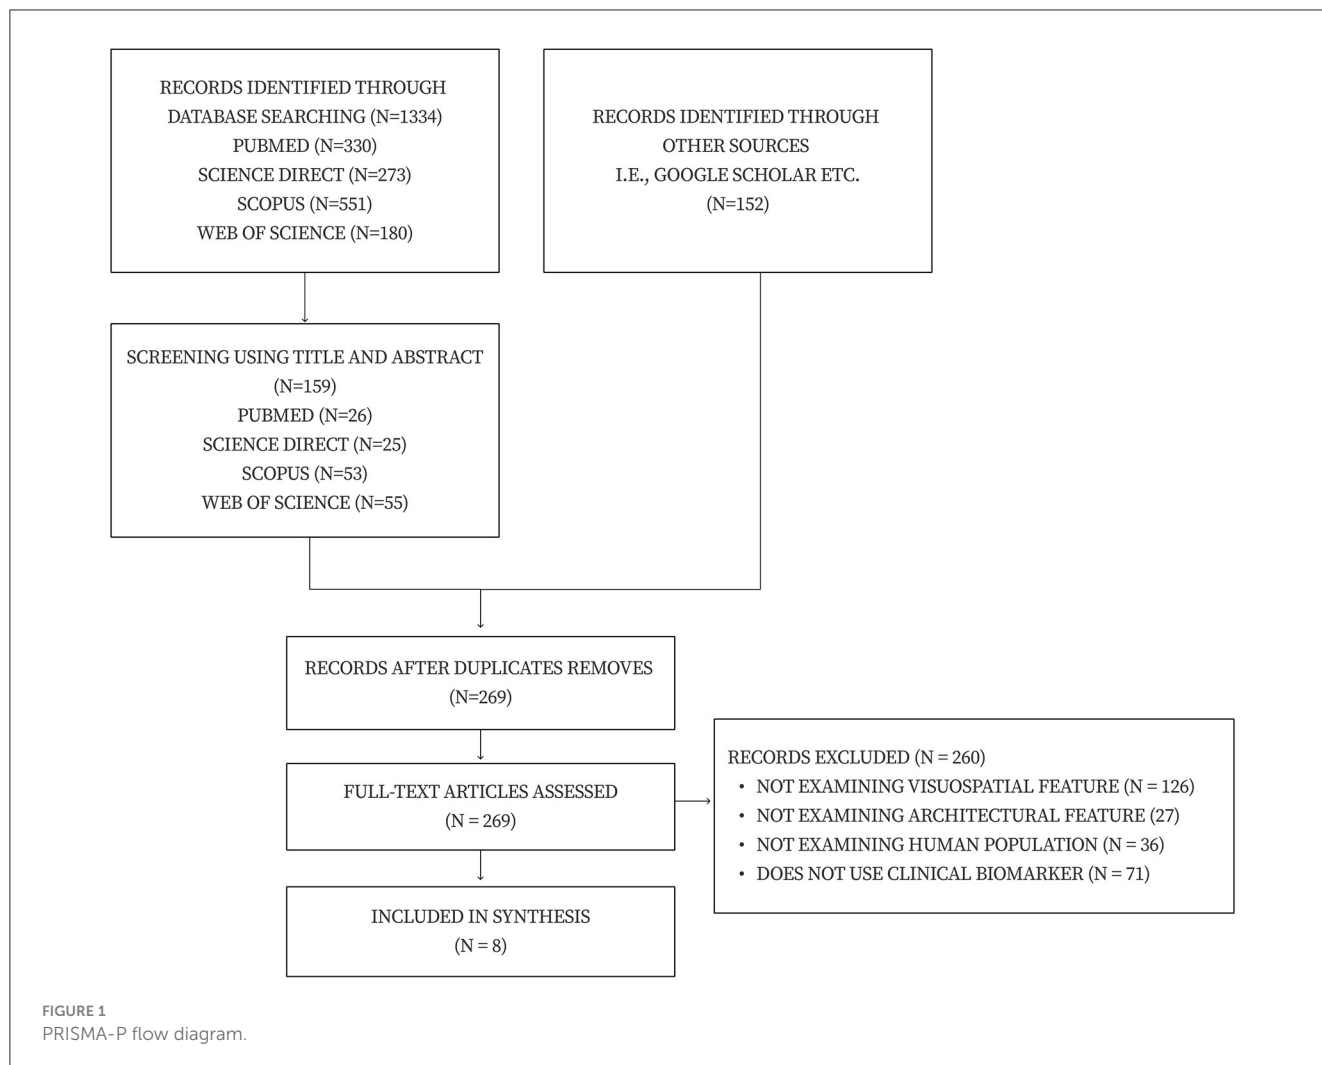 RECORDS IDENTIFIED THROUGH
DATABASE SEARCHING (N=1334)
PUBMED (N=330)
SCIENCE DIRECT (N=273)
SCOPUS (N=551)
WEB OF SCIENCE (N=180)
RECORDS IDENTIFIED THROUGH
OTHER SOURCES
I.E., GOOGLE SCHOLAR ETC.
(N=152)
SCREENING USING TITLE AND ABSTRACT
(N=159)
PUBMED (N=26)
SCIENCE DIRECT (N=25)
SCOPUS (N=53)
WEB OF SCIENCE (N=55)
RECORDS AFTER DUPLICATES REMOVES
(N=269)
FULL-TEXT ARTICLES ASSESSED
(N = 269)
RECORDS EXCLUDED (N = 260)
• NOT EXAMINING VISUOSPATIAL FEATURE (N = 126)
• NOT EXAMINING ARCHITECTURAL FEATURE (27)
• NOT EXAMINING HUMAN POPULATION (N = 36)
• DOES NOT USE CLINICAL BIOMARKER (N = 71)
INCLUDED IN SYNTHESIS
(N = 8)
FIGURE 1
PRISMA-P flow diagram.